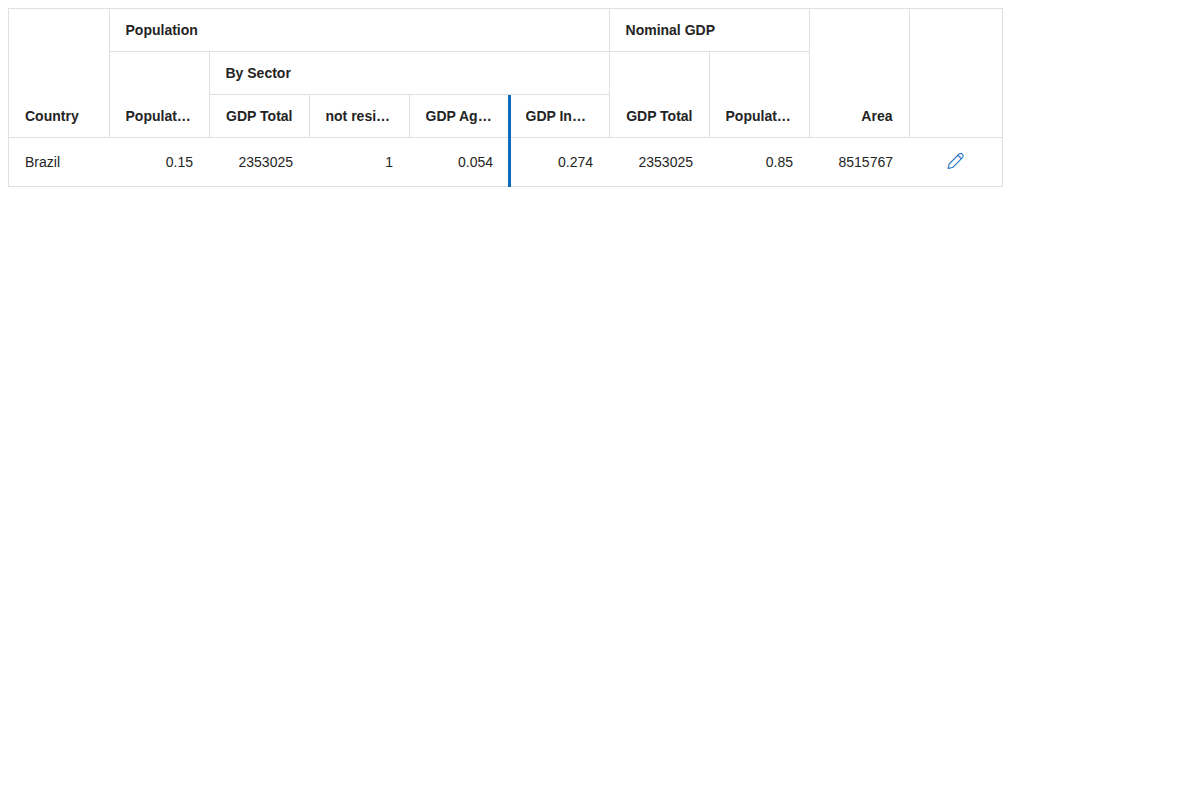 Population Nominal GDP
By Sector
Country Populat… GDP Total not resi… GDP Ag… GDP In… GDP Total Populat… Area
Brazil 0.15 2353025 1 0.054 0.274 2353025 0.85 8515767